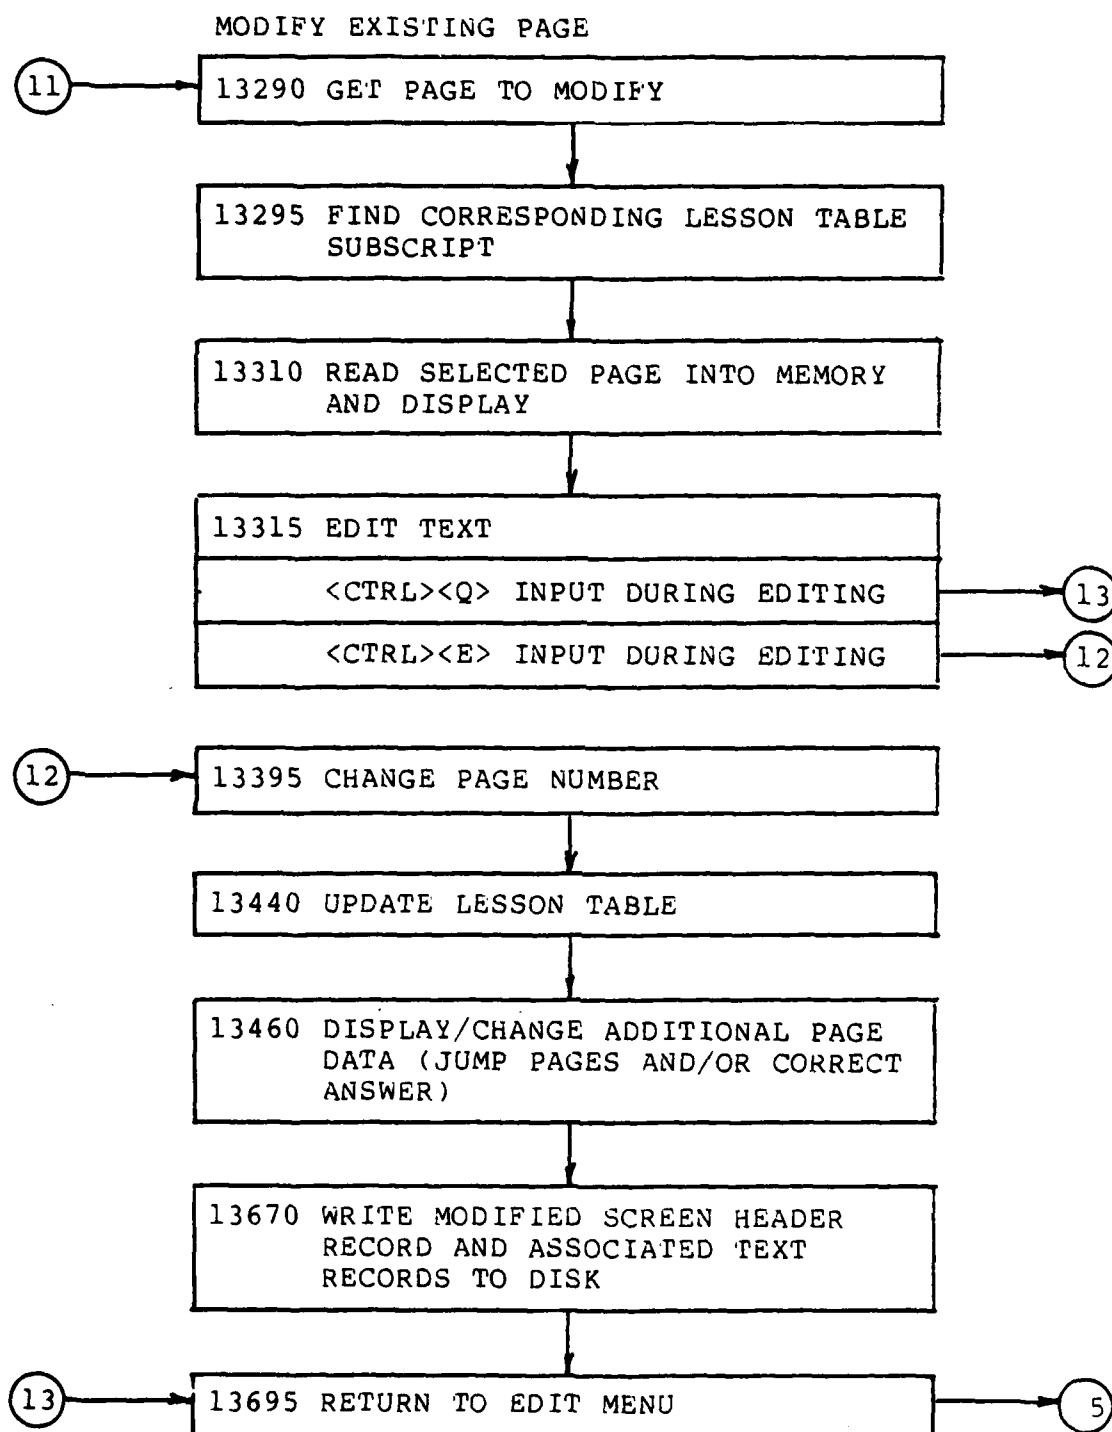 MODIFY EXISTING PAGE
11
13290 GET PAGE TO MODIFY
13295 FIND CORRESPONDING LESSON TABLE
SUBSCRIPT
13310 READ SELECTED PAGE INTO MEMORY
AND DISPLAY
13315 EDIT TEXT
<CTRL><Q> INPUT DURING EDITING
13
<CTRL><E> INPUT DURING EDITING
12
12
13395 CHANGE PAGE NUMBER
13440 UPDATE LESSON TABLE
13460 DISPLAY/CHANGE ADDITIONAL PAGE
DATA (JUMP PAGES AND/OR CORRECT
ANSWER)
13670 WRITE MODIFIED SCREEN HEADER
RECORD AND ASSOCIATED TEXT
RECORDS TO DISK
13
13695 RETURN TO EDIT MENU
5